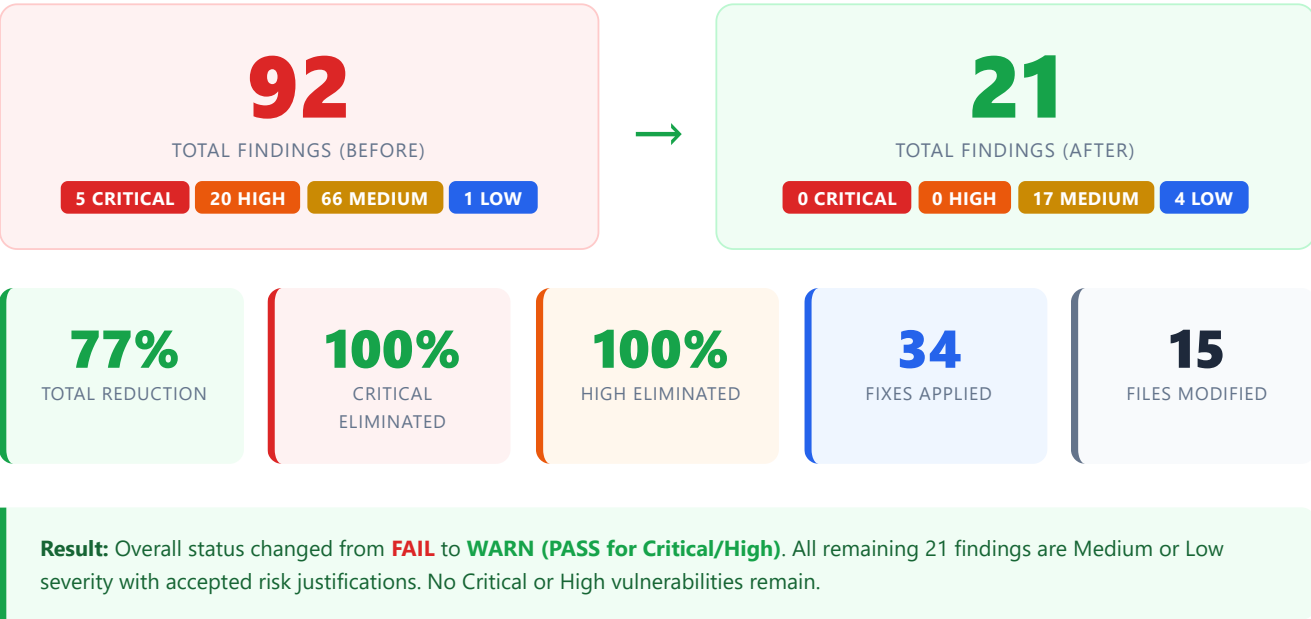 92
TOTAL FINDINGS (BEFORE)
5 CRITICAL 20 HIGH 66 MEDIUM 1 LOW
→
21
TOTAL FINDINGS (AFTER)
0 CRITICAL 0 HIGH 17 MEDIUM 4 LOW
77%
TOTAL REDUCTION
100%
CRITICAL
ELIMINATED
100%
HIGH ELIMINATED
34
FIXES APPLIED
15
FILES MODIFIED
Result: Overall status changed from FAIL to WARN (PASS for Critical/High). All remaining 21 findings are Medium or Low
severity with accepted risk justifications. No Critical or High vulnerabilities remain.